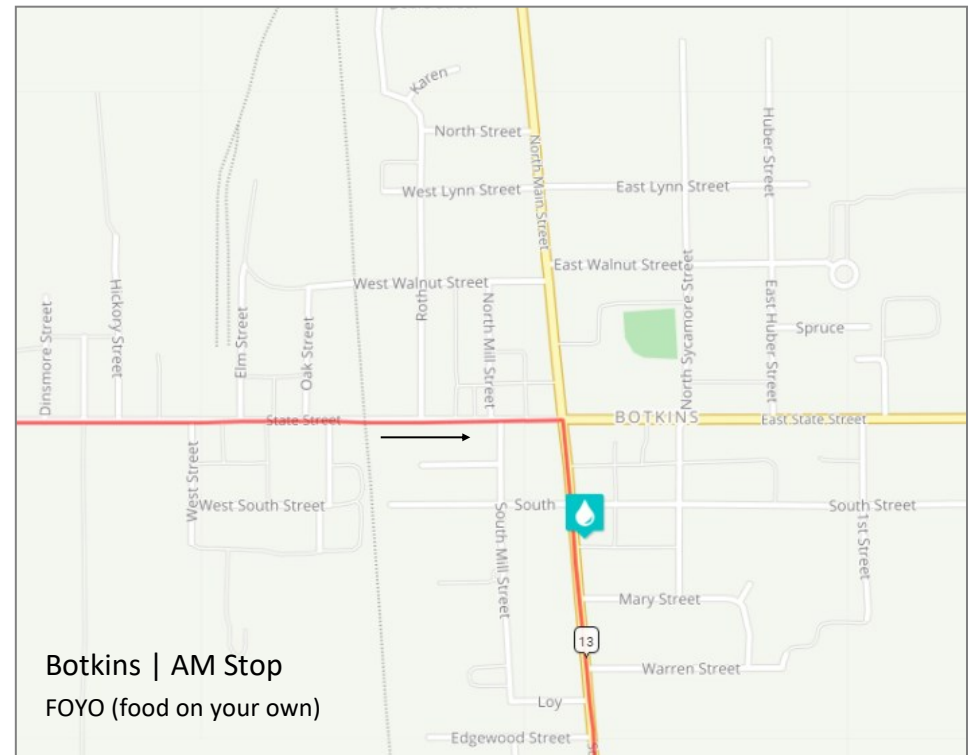 Karen
North Street
North Main Street
Huber Street
West Lynn Street
East Lynn Street
East Walnut Street
West Walnut Street
Hickory Street
Dinsmore Street
Elm Street
Oak Street
Roth
North Mill Street
North Sycamore Street
East Huber Street
Spruce
State Street
BOTKINS
East State Street
West Street
West South Street
South
South Street
South Mill Street
1st Street
Mary Street
13
Warren Street
Loy
Edgewood Street
Botkins | AM Stop
FOYO (food on your own)